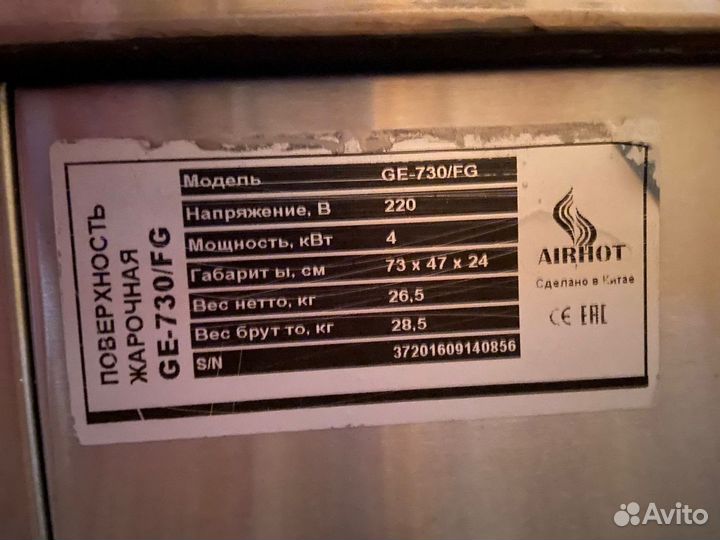 ПОВЕРХНОСТЬ
ЖАРОЧНАЯ
GE-730/FG
Модель GE-730/FG
Напряжение, В 220
Мощность, кВт 4
Габарит ы, см 73 x 47 x 24
Вес нетто, кг 26,5
Вес брут то, кг 28,5
S/N 37201609140856
AIRHOT
Сделано в Китае
CE EAC
Avito